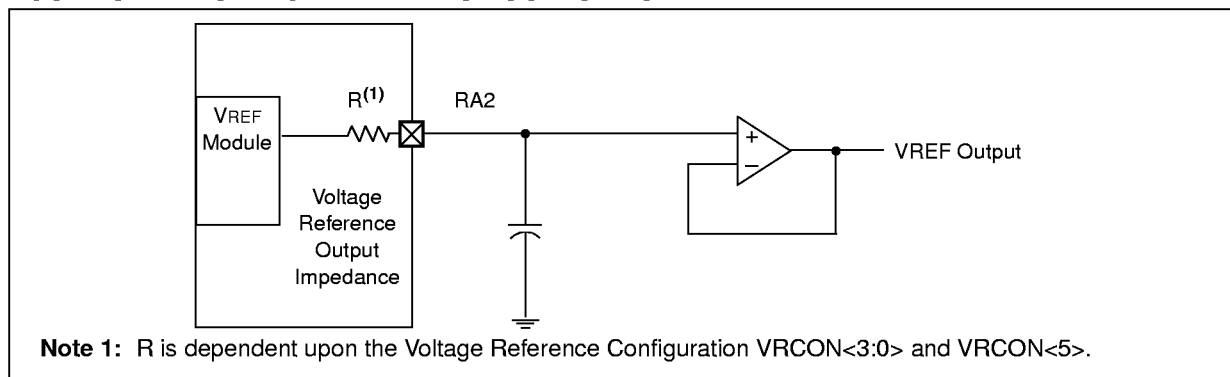 VREF
Module
R(1)
RA2
Voltage
Reference
Output
Impedance
+
−
VREF Output
Note 1: R is dependent upon the Voltage Reference Configuration VRCON<3:0> and VRCON<5>.